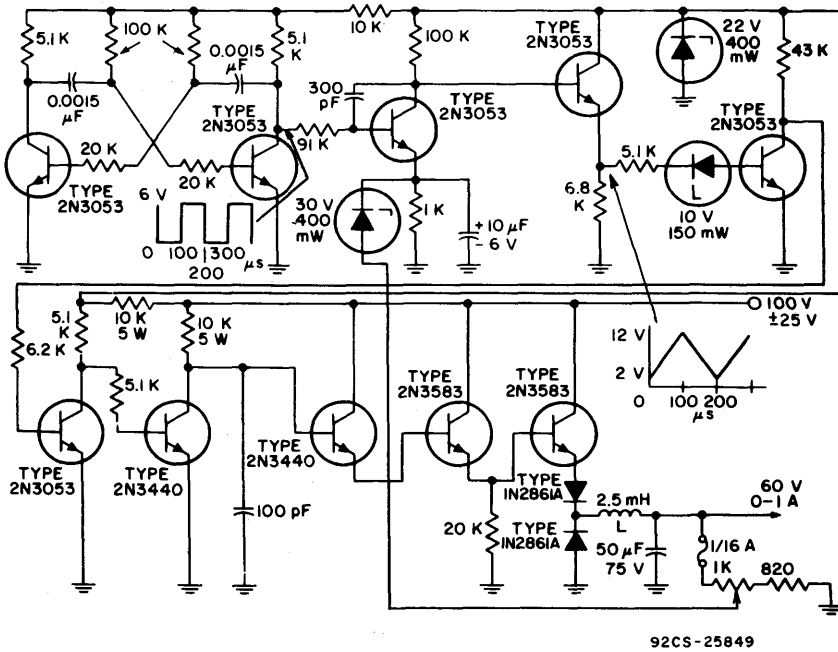 5.1 K
100 K
0.0015
μF
5.1
K
10 K
TYPE
2N3053
100 K
TYPE
2N3053
22 V
400
mW
43 K
0.0015
μF
TYPE
2N3053
300
pF
TYPE
2N3053
TYPE
2N3053
91 K
20 K
20 K
TYPE
2N3053
5.1 K
L
10 V
150 mW
6.8
K
6 V
0 100 300
200
μs
30 V
400
mW
1 K
+ 10 μF
- 6 V
10 K
5 W
5.1
K
6.2 K
10 K
5 W
5.1 K
100 V
±25 V
12 V
2 V
0 100 200
μs
TYPE
2N3583
TYPE
2N3583
TYPE
2N3053
TYPE
2N3440
TYPE
2N3440
100 pF
20 K
TYPE
1N2861A
TYPE
1N2861A
2.5 mH
L
60 V
0-1 A
50 μF
75 V
1/16 A
1 K
820
92CS-25849